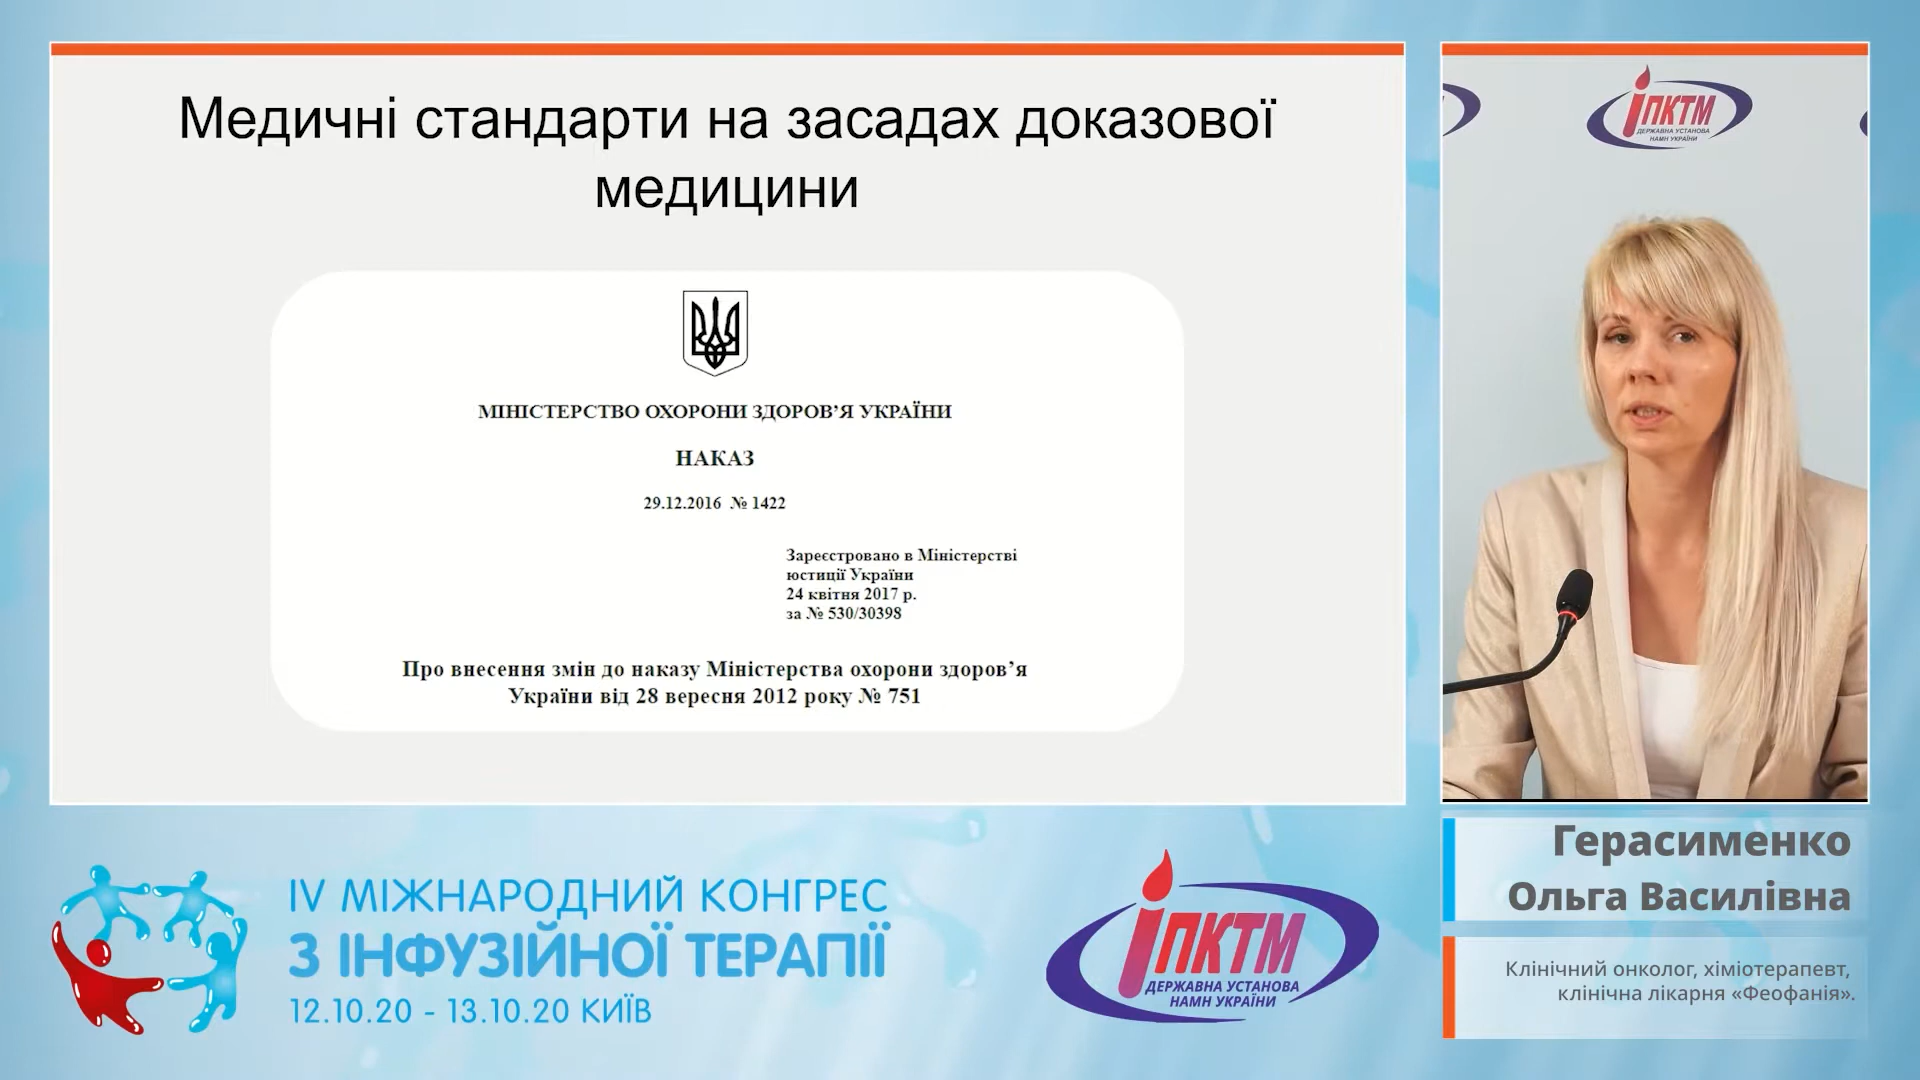 Медичні стандарти на засадах доказової
медицини
МІНІСТЕРСТВО ОХОРОНИ ЗДОРОВ’Я УКРАЇНИ
НАКАЗ
29.12.2016 № 1422
Зареєстровано в Міністерстві
юстиції України
24 квітня 2017 р.
за № 530/30398
Про внесення змін до наказу Міністерства охорони здоров’я
України від 28 вересня 2012 року № 751
ІПКТМ
ДЕРЖАВНА УСТАНОВА
НАМН УКРАЇНИ
Герасименко
Ольга Василівна
Клінічний онколог, хіміотерапевт,
клінічна лікарня «Феофанія».
IV МІЖНАРОДНИЙ КОНГРЕС
З ІНФУЗІЙНОЇ ТЕРАПІЇ
12.10.20 - 13.10.20 КИЇВ
ІПКТМ
ДЕРЖАВНА УСТАНОВА
НАМН УКРАЇНИ